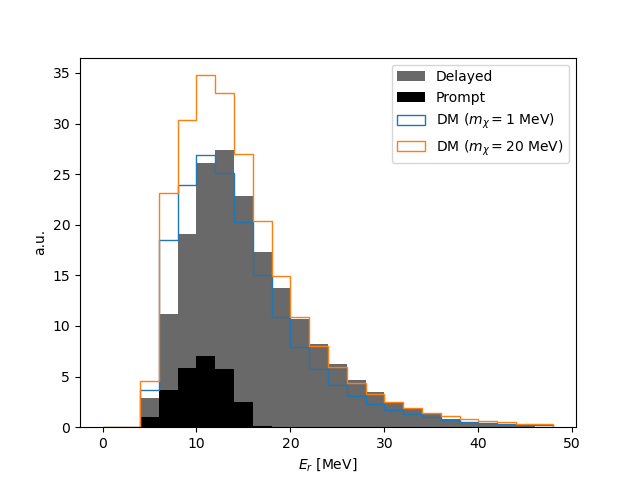 35
30
25
20
15
10
5
0
a.u.
0 10 20 30 40 50
E_r [MeV]
Delayed
Prompt
DM (m_χ = 1 MeV)
DM (m_χ = 20 MeV)